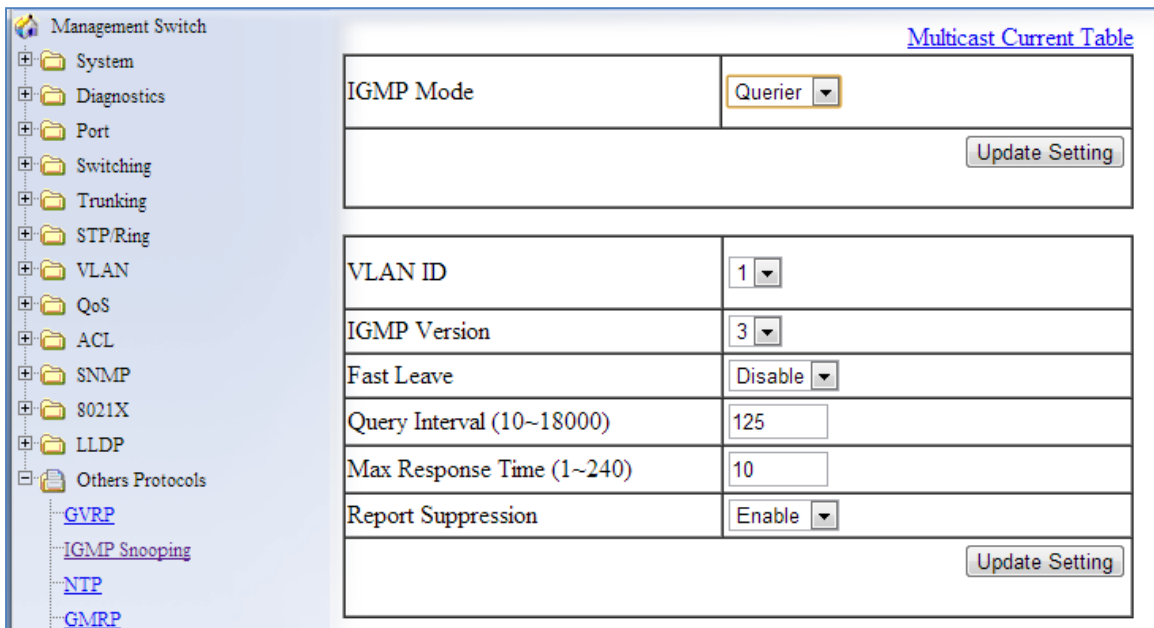 Management Switch
System
Diagnostics
Port
Switching
Trunking
STP/Ring
VLAN
QoS
ACL
SNMP
8021X
LLDP
Others Protocols
GVRP
IGMP Snooping
NTP
GMRP
Multicast Current Table
IGMP Mode Querier
Update Setting
VLAN ID 1
IGMP Version 3
Fast Leave Disable
Query Interval (10~18000) 125
Max Response Time (1~240) 10
Report Suppression Enable
Update Setting